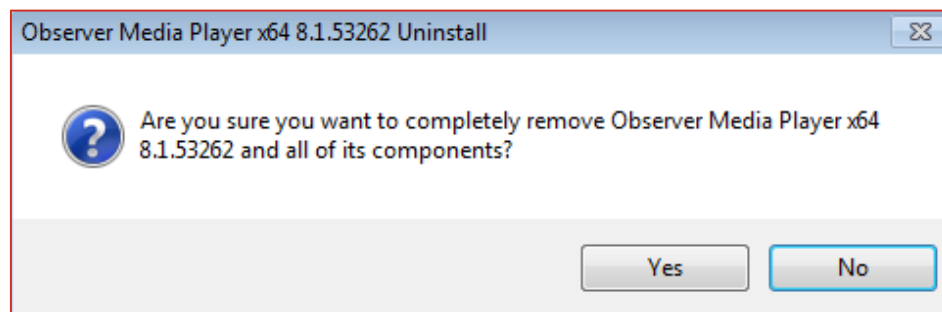 Observer Media Player x64 8.1.53262 Uninstall
Are you sure you want to completely remove Observer Media Player x64
8.1.53262 and all of its components?
Yes No